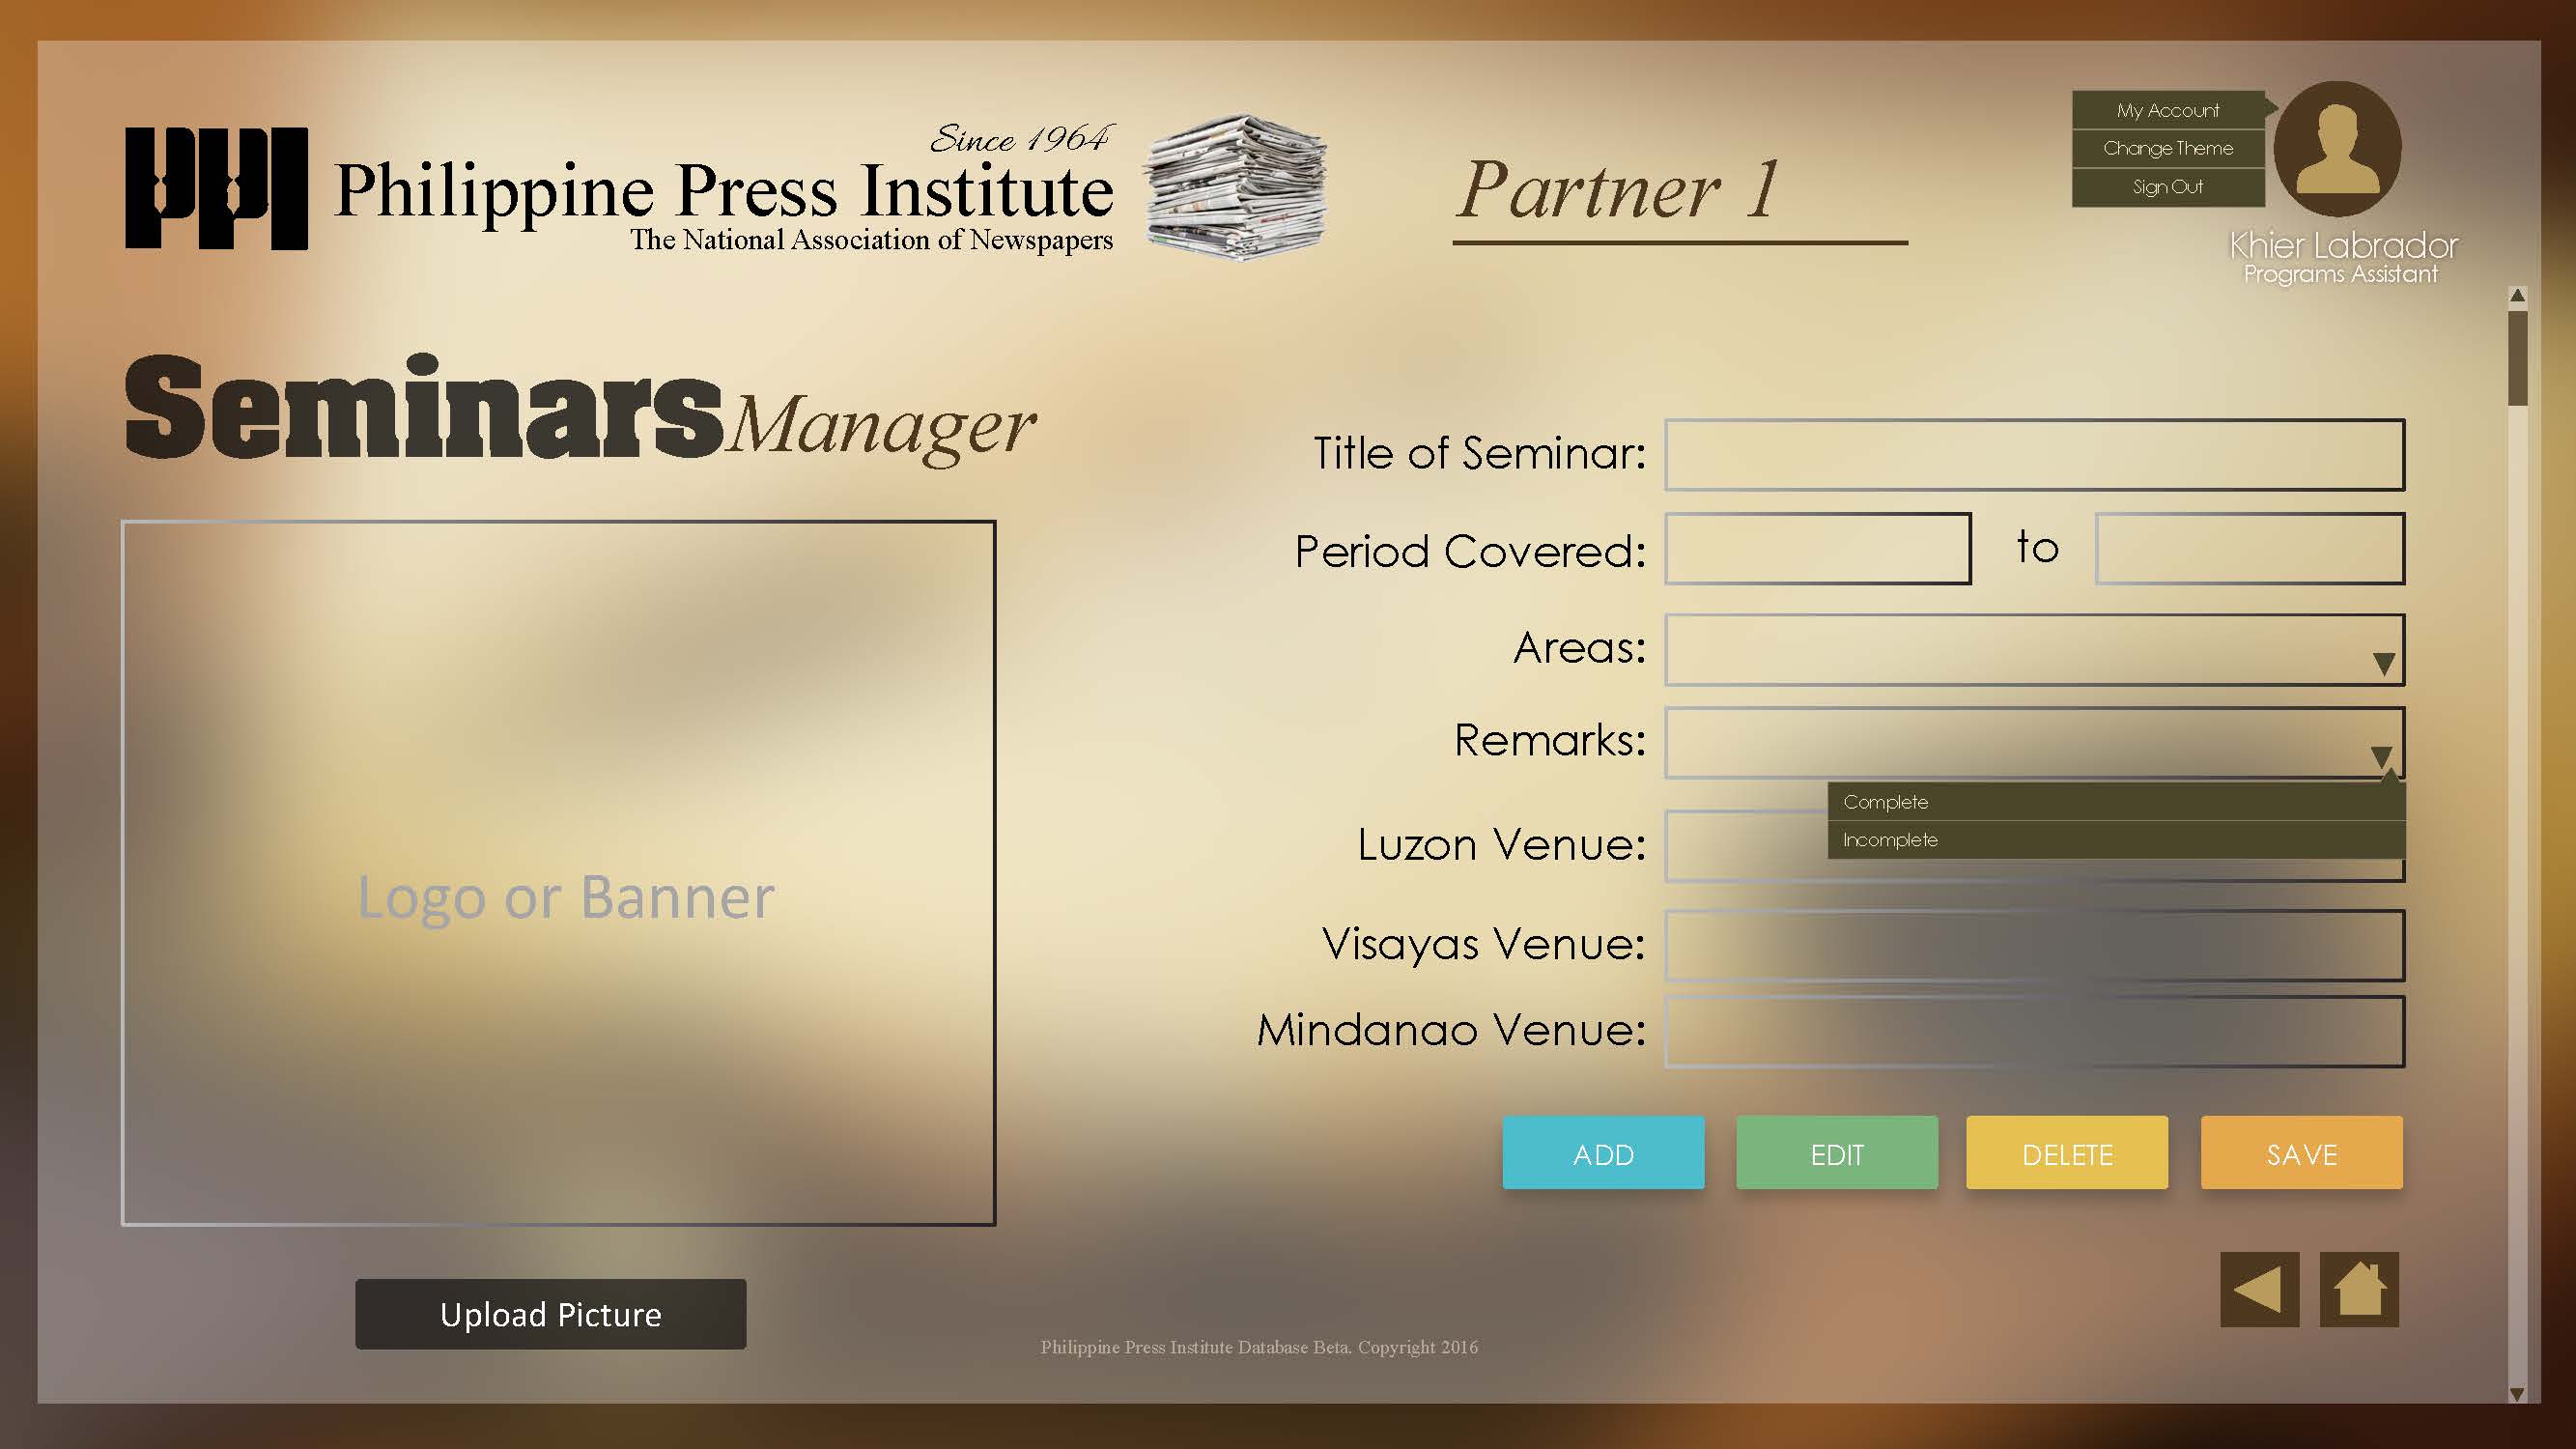 PPI
Since 1964
Philippine Press Institute
The National Association of Newspapers
Partner 1
My Account
Change Theme
Sign Out
Khier Labrador
Programs Assistant
Seminars Manager
Title of Seminar:
Period Covered: to
Areas:
Remarks:
Complete
Incomplete
Luzon Venue:
Visayas Venue:
Mindanao Venue:
Logo or Banner
ADD EDIT DELETE SAVE
Upload Picture
Philippine Press Institute Database Beta. Copyright 2016